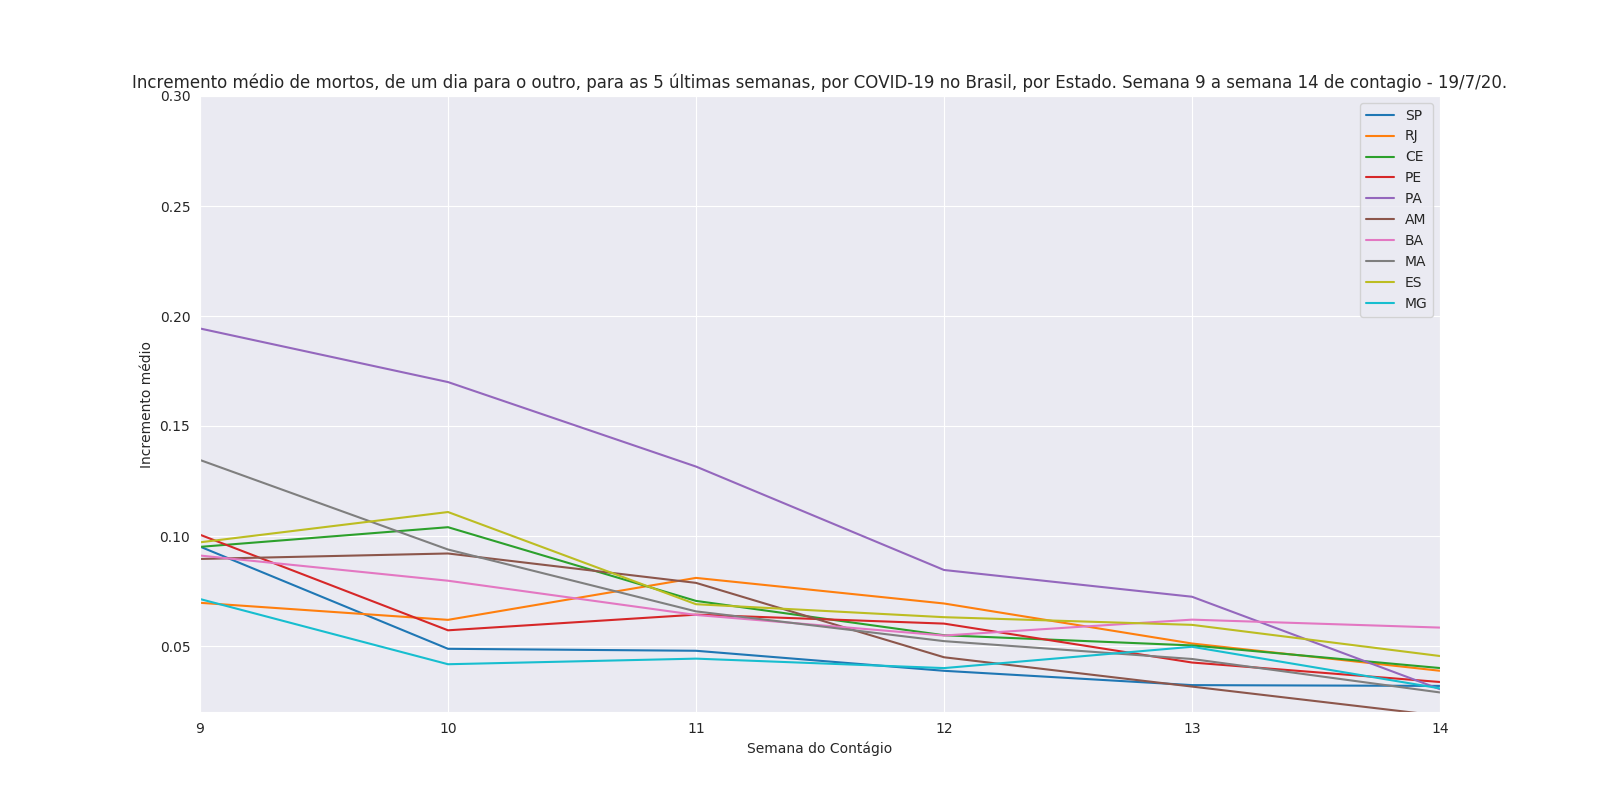 Incremento médio de mortos, de um dia para o outro, para as 5 últimas semanas, por COVID-19 no Brasil, por Estado. Semana 9 a semana 14 de contagio - 19/7/20.
0.30
0.25
0.20
0.15
0.10
0.05
Incremento médio
SP
RJ
CE
PE
PA
AM
BA
MA
ES
MG
9 10 11 12 13 14
Semana do Contágio